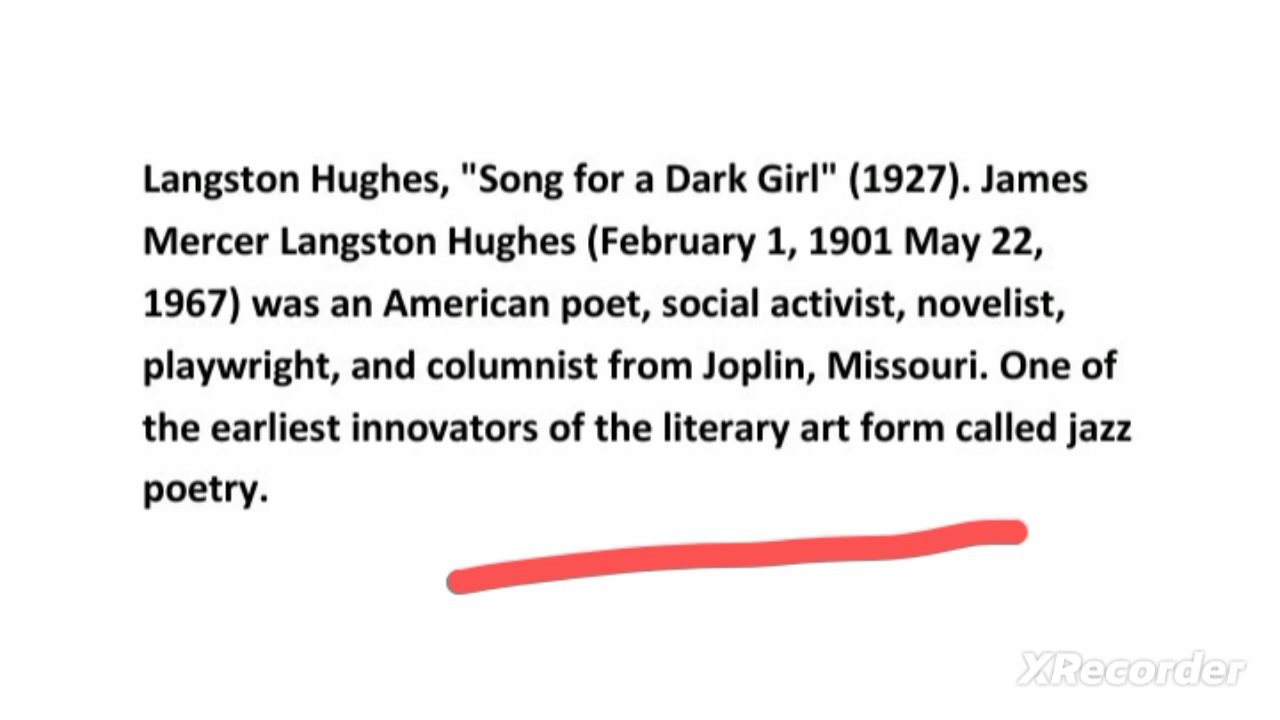 Langston Hughes, "Song for a Dark Girl" (1927). James
Mercer Langston Hughes (February 1, 1901 May 22,
1967) was an American poet, social activist, novelist,
playwright, and columnist from Joplin, Missouri. One of
the earliest innovators of the literary art form called jazz
poetry.
XRecorder